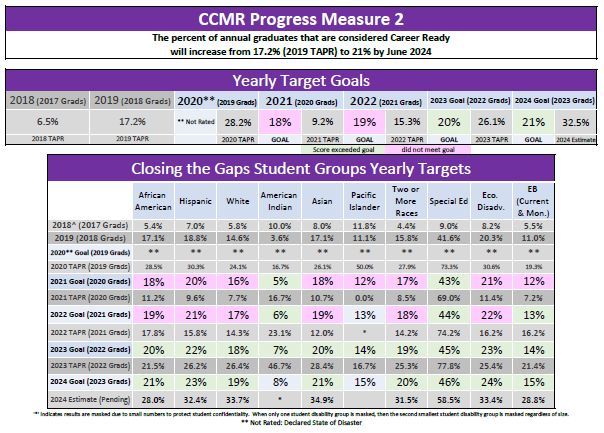 CCMR Progress Measure 2
The percent of annual graduates that are considered Career Ready
will increase from 17.2% (2019 TAPR) to 21% by June 2024
Yearly Target Goals
2018 (2017 Grads) 2019 (2018 Grads) 2020** (2019 Grads) 2021 (2020 Grads) 2022 (2021 Grads) 2023 Goal (2022 Grads) 2024 Goal (2023 Grads)
6.5% 17.2% ** Not Rated 28.2% 18% 9.2% 19% 15.3% 20% 26.1% 21% 32.5%
2018 TAPR 2019 TAPR 2020 TAPR GOAL 2021 TAPR GOAL 2022 TAPR GOAL 2023 TAPR GOAL 2024 Estimate
Score exceeded goal did not meet goal
Closing the Gaps Student Groups Yearly Targets
African American Hispanic White American Indian Asian Pacific Islander Two or More Races Special Ed Eco. Disadv. EB (Current & Mon.)
2018^ (2017 Grads) 5.4% 7.0% 5.8% 10.0% 8.0% 11.8% 4.4% 9.0% 8.2% 5.5%
2019 (2018 Grads) 17.1% 18.8% 14.6% 3.6% 17.1% 11.1% 15.8% 41.6% 20.3% 11.0%
2020** Goal (2019 Grads) ** ** ** ** ** ** ** ** ** **
2020 TAPR (2019 Grads) 28.5% 30.3% 24.1% 16.7% 26.1% 50.0% 27.9% 73.3% 30.6% 19.3%
2021 Goal (2020 Grads) 18% 20% 16% 5% 18% 12% 17% 43% 21% 12%
2021 TAPR (2020 Grads) 11.2% 9.6% 7.7% 16.7% 10.7% 0.0% 8.5% 69.0% 11.4% 7.2%
2022 Goal (2021 Grads) 19% 21% 17% 6% 19% 13% 18% 44% 22% 13%
2022 TAPR (2021 Grads) 17.8% 15.8% 14.3% 23.1% 12.0% * 14.2% 74.2% 16.2% 16.2%
2023 Goal (2022 Grads) 20% 22% 18% 7% 20% 14% 19% 45% 23% 14%
2023 TAPR (2022 Grads) 21.5% 26.2% 26.4% 46.7% 28.4% 16.7% 25.3% 77.8% 25.4% 21.4%
2024 Goal (2023 Grads) 21% 23% 19% 8% 21% 15% 20% 46% 24% 15%
2024 Estimate (Pending) 28.0% 32.4% 33.7% * 34.9% 31.5% 58.5% 33.4% 28.8%
'*' Indicates results are masked due to small numbers to protect student confidentiality. When only one student disability group is masked, then the second smallest student disability group is masked regardless of size.
** Not Rated: Declared State of Disaster